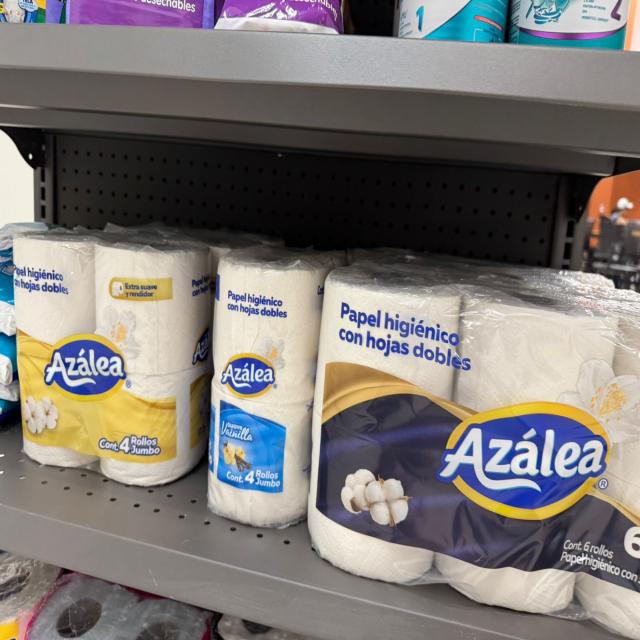 desechables
1
Papel higiénico
con hojas dobles
Extra suave
y rendidor
Azálea
®
Cont. 4 Rollos
Jumbo
Papel higiénico
con hojas dobles
Azálea
Vainilla
Cont. 4 Rollos
Jumbo
Papel higiénico
con hojas dobles
Azálea
®
6
Cont. 6 rollos
Papel higiénico con